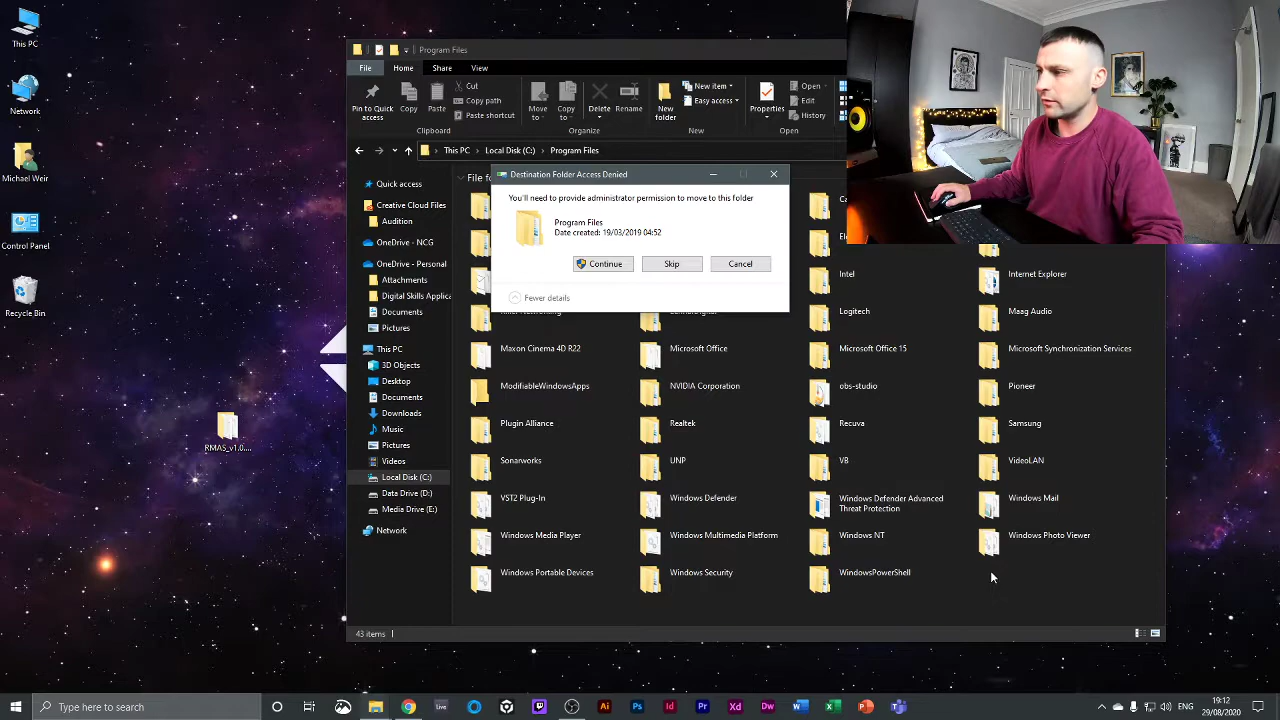 This PC
Network
Michael Weir
Control Panel
Recycle Bin
RMAS_v1.0....
Program Files
File
Home
Share
View
Pin to Quick
access
Copy
Paste
Cut
Copy path
Paste shortcut
Clipboard
Move
to
Copy
to
Delete
Rename
Organize
New
folder
New item
Easy access
New
Properties
Open
Edit
History
Open
This PC
Local Disk (C:)
Program Files
Quick access
Creative Cloud Files
Audition
OneDrive - NCG
OneDrive - Personal
Attachments
Digital Skills Applica
Documents
Pictures
This PC
3D Objects
Desktop
Documents
Downloads
Music
Pictures
Videos
Local Disk (C:)
Data Drive (D:)
Media Drive (E:)
Network
Destination Folder Access Denied
You'll need to provide administrator permission to move to this folder
Program Files
Date created: 19/03/2019 04:52
Continue
Skip
Cancel
Fewer details
Intel
Internet Explorer
Logitech
Maag Audio
Maxon Cinema 4D R22
Microsoft Office
Microsoft Office 15
Microsoft Synchronization Services
ModifiableWindowsApps
NVIDIA Corporation
obs-studio
Pioneer
Plugin Alliance
Realtek
Recuva
Samsung
Sonarworks
UNP
VB
VideoLAN
VST2 Plug-In
Windows Defender
Windows Defender Advanced
Threat Protection
Windows Mail
Windows Media Player
Windows Multimedia Platform
Windows NT
Windows Photo Viewer
Windows Portable Devices
Windows Security
WindowsPowerShell
43 items
Type here to search
19:12
29/08/2020